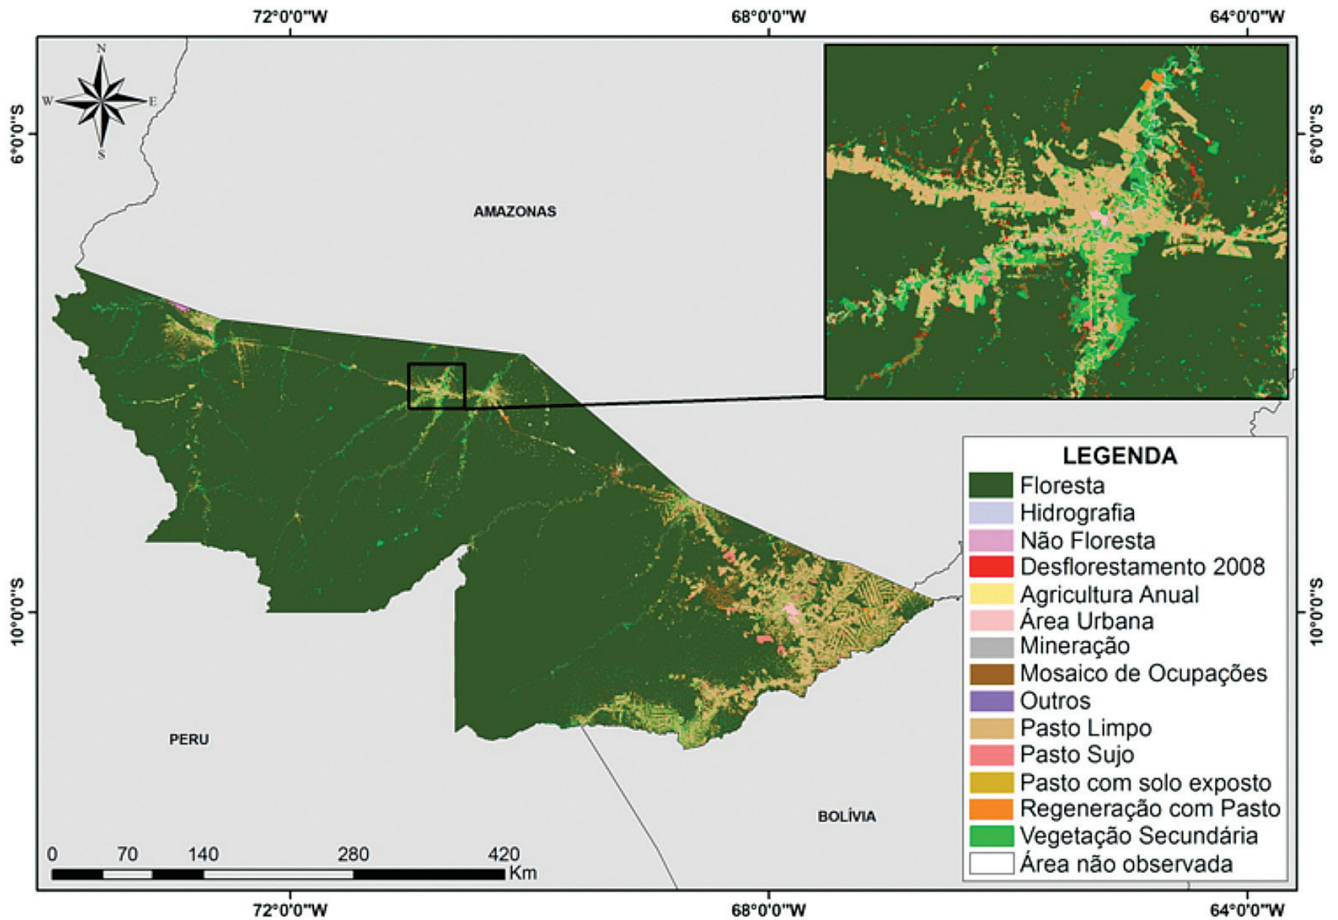 72°0'0"W 68°0'0"W 64°0'0"W
N
W E
S
6°0'0"S
6°0'0"S
AMAZONAS
LEGENDA
Floresta
Hidrografia
Não Floresta
Desflorestamento 2008
Agricultura Anual
Área Urbana
Mineração
Mosaico de Ocupações
Outros
Pasto Limpo
Pasto Sujo
Pasto com solo exposto
Regeneração com Pasto
Vegetação Secundária
Área não observada
10°0'0"S
10°0'0"S
PERU
BOLÍVIA
0 70 140 280 420
Km
72°0'0"W 68°0'0"W 64°0'0"W